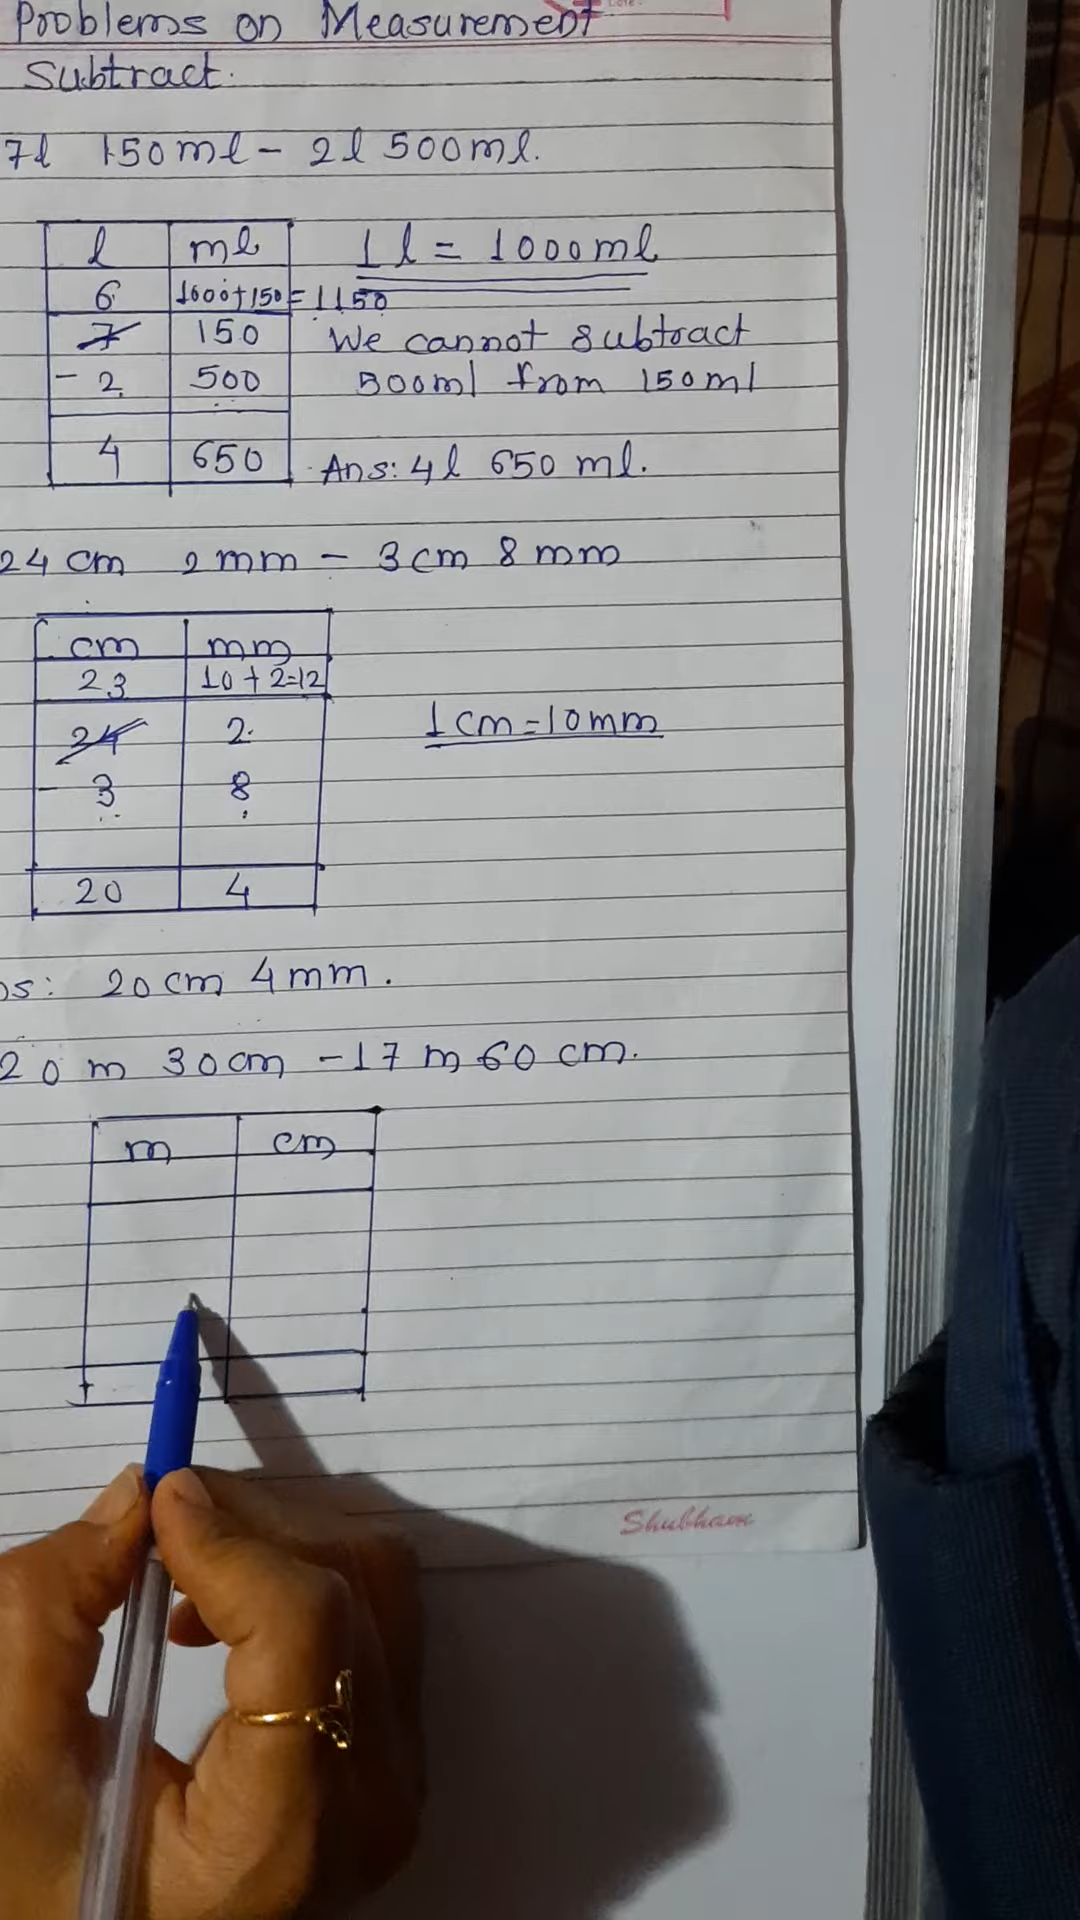 Problems on Measurement
Subtract.
7l 150ml - 2l 500ml.
l ml 1l = 1000ml
6 1000+150 = 1150
7 150 We cannot subtract
- 2 500 500ml from 150ml
4 650 Ans: 4l 650 ml.
24 cm 2mm - 3cm 8mm
cm mm
23 10+2=12
24 2 1cm=10mm
- 3 8
20 4
ns: 20cm 4mm.
20 m 30cm - 17 m 60 cm.
m cm
Shubham